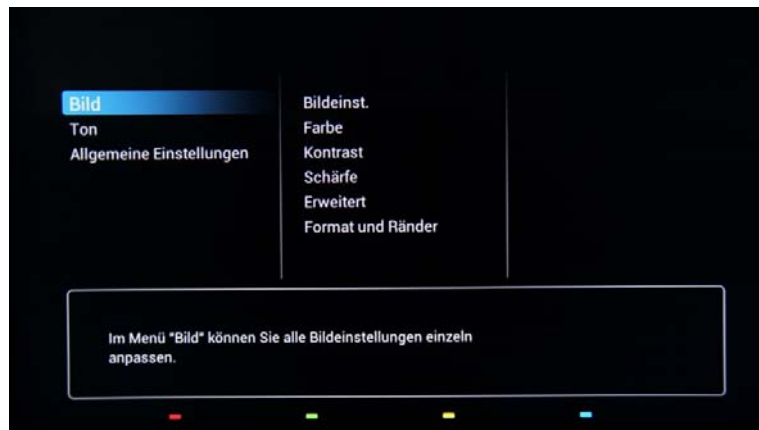 Bild
Ton
Allgemeine Einstellungen
Bildeinst.
Farbe
Kontrast
Schärfe
Erweitert
Format und Ränder
Im Menü "Bild" können Sie alle Bildeinstellungen einzeln
anpassen.